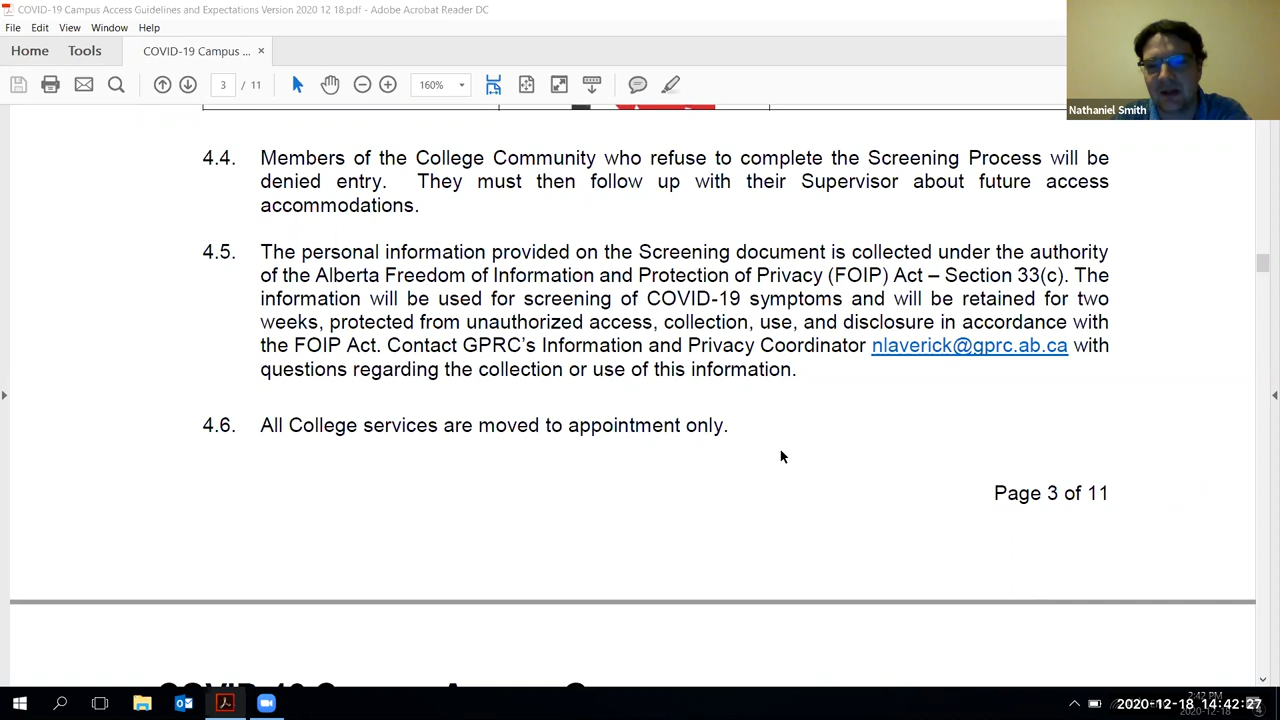 COVID-19 Campus Access Guidelines and Expectations Version 2020 12 18.pdf - Adobe Acrobat Reader DC
File Edit View Window Help
Home Tools COVID-19 Campus ... ×
3 / 11 160%
Nathaniel Smith
4.4. Members of the College Community who refuse to complete the Screening Process will be
denied entry. They must then follow up with their Supervisor about future access
accommodations.
4.5. The personal information provided on the Screening document is collected under the authority
of the Alberta Freedom of Information and Protection of Privacy (FOIP) Act – Section 33(c). The
information will be used for screening of COVID-19 symptoms and will be retained for two
weeks, protected from unauthorized access, collection, use, and disclosure in accordance with
the FOIP Act. Contact GPRC's Information and Privacy Coordinator nlaverick@gprc.ab.ca with
questions regarding the collection or use of this information.
4.6. All College services are moved to appointment only.
Page 3 of 11
2:42 PM
2020-12-18 14:42:27